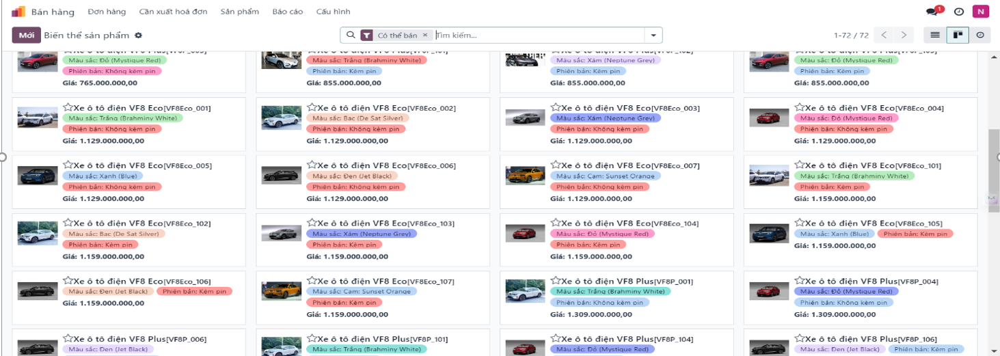 Bán hàng Đơn hàng Cần xuất hoá đơn Sản phẩm Báo cáo Cấu hình 1 N
Mới Biến thể sản phẩm Có thể bán × Tìm kiếm... 1-72 / 72
Màu sắc: Đỏ (Mystique Red) Màu sắc: Trắng (Brahminy White) Màu sắc: Xám (Neptune Grey) Màu sắc: Đỏ (Mystique Red)
Phiên bản: Không kèm pin Phiên bản: Kèm pin Phiên bản: Kèm pin Phiên bản: Kèm pin
Giá: 765.000.000,00 Giá: 855.000.000,00 Giá: 855.000.000,00 Giá: 855.000.000,00
Xe ô tô điện VF8 Eco[VF8Eco_001] Xe ô tô điện VF8 Eco[VF8Eco_002] Xe ô tô điện VF8 Eco[VF8Eco_003] Xe ô tô điện VF8 Eco[VF8Eco_004]
Màu sắc: Trắng (Brahminy White) Màu sắc: Bạc (De Sat Silver) Màu sắc: Xám (Neptune Grey) Màu sắc: Đỏ (Mystique Red)
Phiên bản: Không kèm pin Phiên bản: Không kèm pin Phiên bản: Không kèm pin Phiên bản: Không kèm pin
Giá: 1.129.000.000,00 Giá: 1.129.000.000,00 Giá: 1.129.000.000,00 Giá: 1.129.000.000,00
Xe ô tô điện VF8 Eco[VF8Eco_005] Xe ô tô điện VF8 Eco[VF8Eco_006] Xe ô tô điện VF8 Eco[VF8Eco_007] Xe ô tô điện VF8 Eco[VF8Eco_101]
Màu sắc: Xanh (Blue) Màu sắc: Đen (Jet Black) Màu sắc: Cam: Sunset Orange Màu sắc: Trắng (Brahminy White)
Phiên bản: Không kèm pin Phiên bản: Không kèm pin Phiên bản: Không kèm pin Phiên bản: Kèm pin
Giá: 1.129.000.000,00 Giá: 1.129.000.000,00 Giá: 1.129.000.000,00 Giá: 1.159.000.000,00
Xe ô tô điện VF8 Eco[VF8Eco_102] Xe ô tô điện VF8 Eco[VF8Eco_103] Xe ô tô điện VF8 Eco[VF8Eco_104] Xe ô tô điện VF8 Eco[VF8Eco_105]
Màu sắc: Bạc (De Sat Silver) Màu sắc: Xám (Neptune Grey) Màu sắc: Đỏ (Mystique Red) Màu sắc: Xanh (Blue) Phiên bản: Kèm pin
Phiên bản: Kèm pin Phiên bản: Kèm pin Phiên bản: Kèm pin Giá: 1.159.000.000,00
Giá: 1.159.000.000,00 Giá: 1.159.000.000,00 Giá: 1.159.000.000,00
Xe ô tô điện VF8 Eco[VF8Eco_106] Xe ô tô điện VF8 Eco[VF8Eco_107] Xe ô tô điện VF8 Plus[VF8P_001] Xe ô tô điện VF8 Plus[VF8P_004]
Màu sắc: Đen (Jet Black) Phiên bản: Kèm pin Màu sắc: Cam: Sunset Orange Màu sắc: Trắng (Brahminy White) Màu sắc: Đỏ (Mystique Red)
Giá: 1.159.000.000,00 Phiên bản: Kèm pin Phiên bản: Không kèm pin Phiên bản: Không kèm pin
Giá: 1.159.000.000,00 Giá: 1.309.000.000,00 Giá: 1.309.000.000,00
Xe ô tô điện VF8 Plus[VF8P_006] Xe ô tô điện VF8 Plus[VF8P_101] Xe ô tô điện VF8 Plus[VF8P_104] Xe ô tô điện VF8 Plus[VF8P_106]
Màu sắc: Đen (Jet Black) Màu sắc: Trắng (Brahminy White) Màu sắc: Đỏ (Mystique Red) Màu sắc: Đen (Jet Black) Phiên bản: Kèm pin